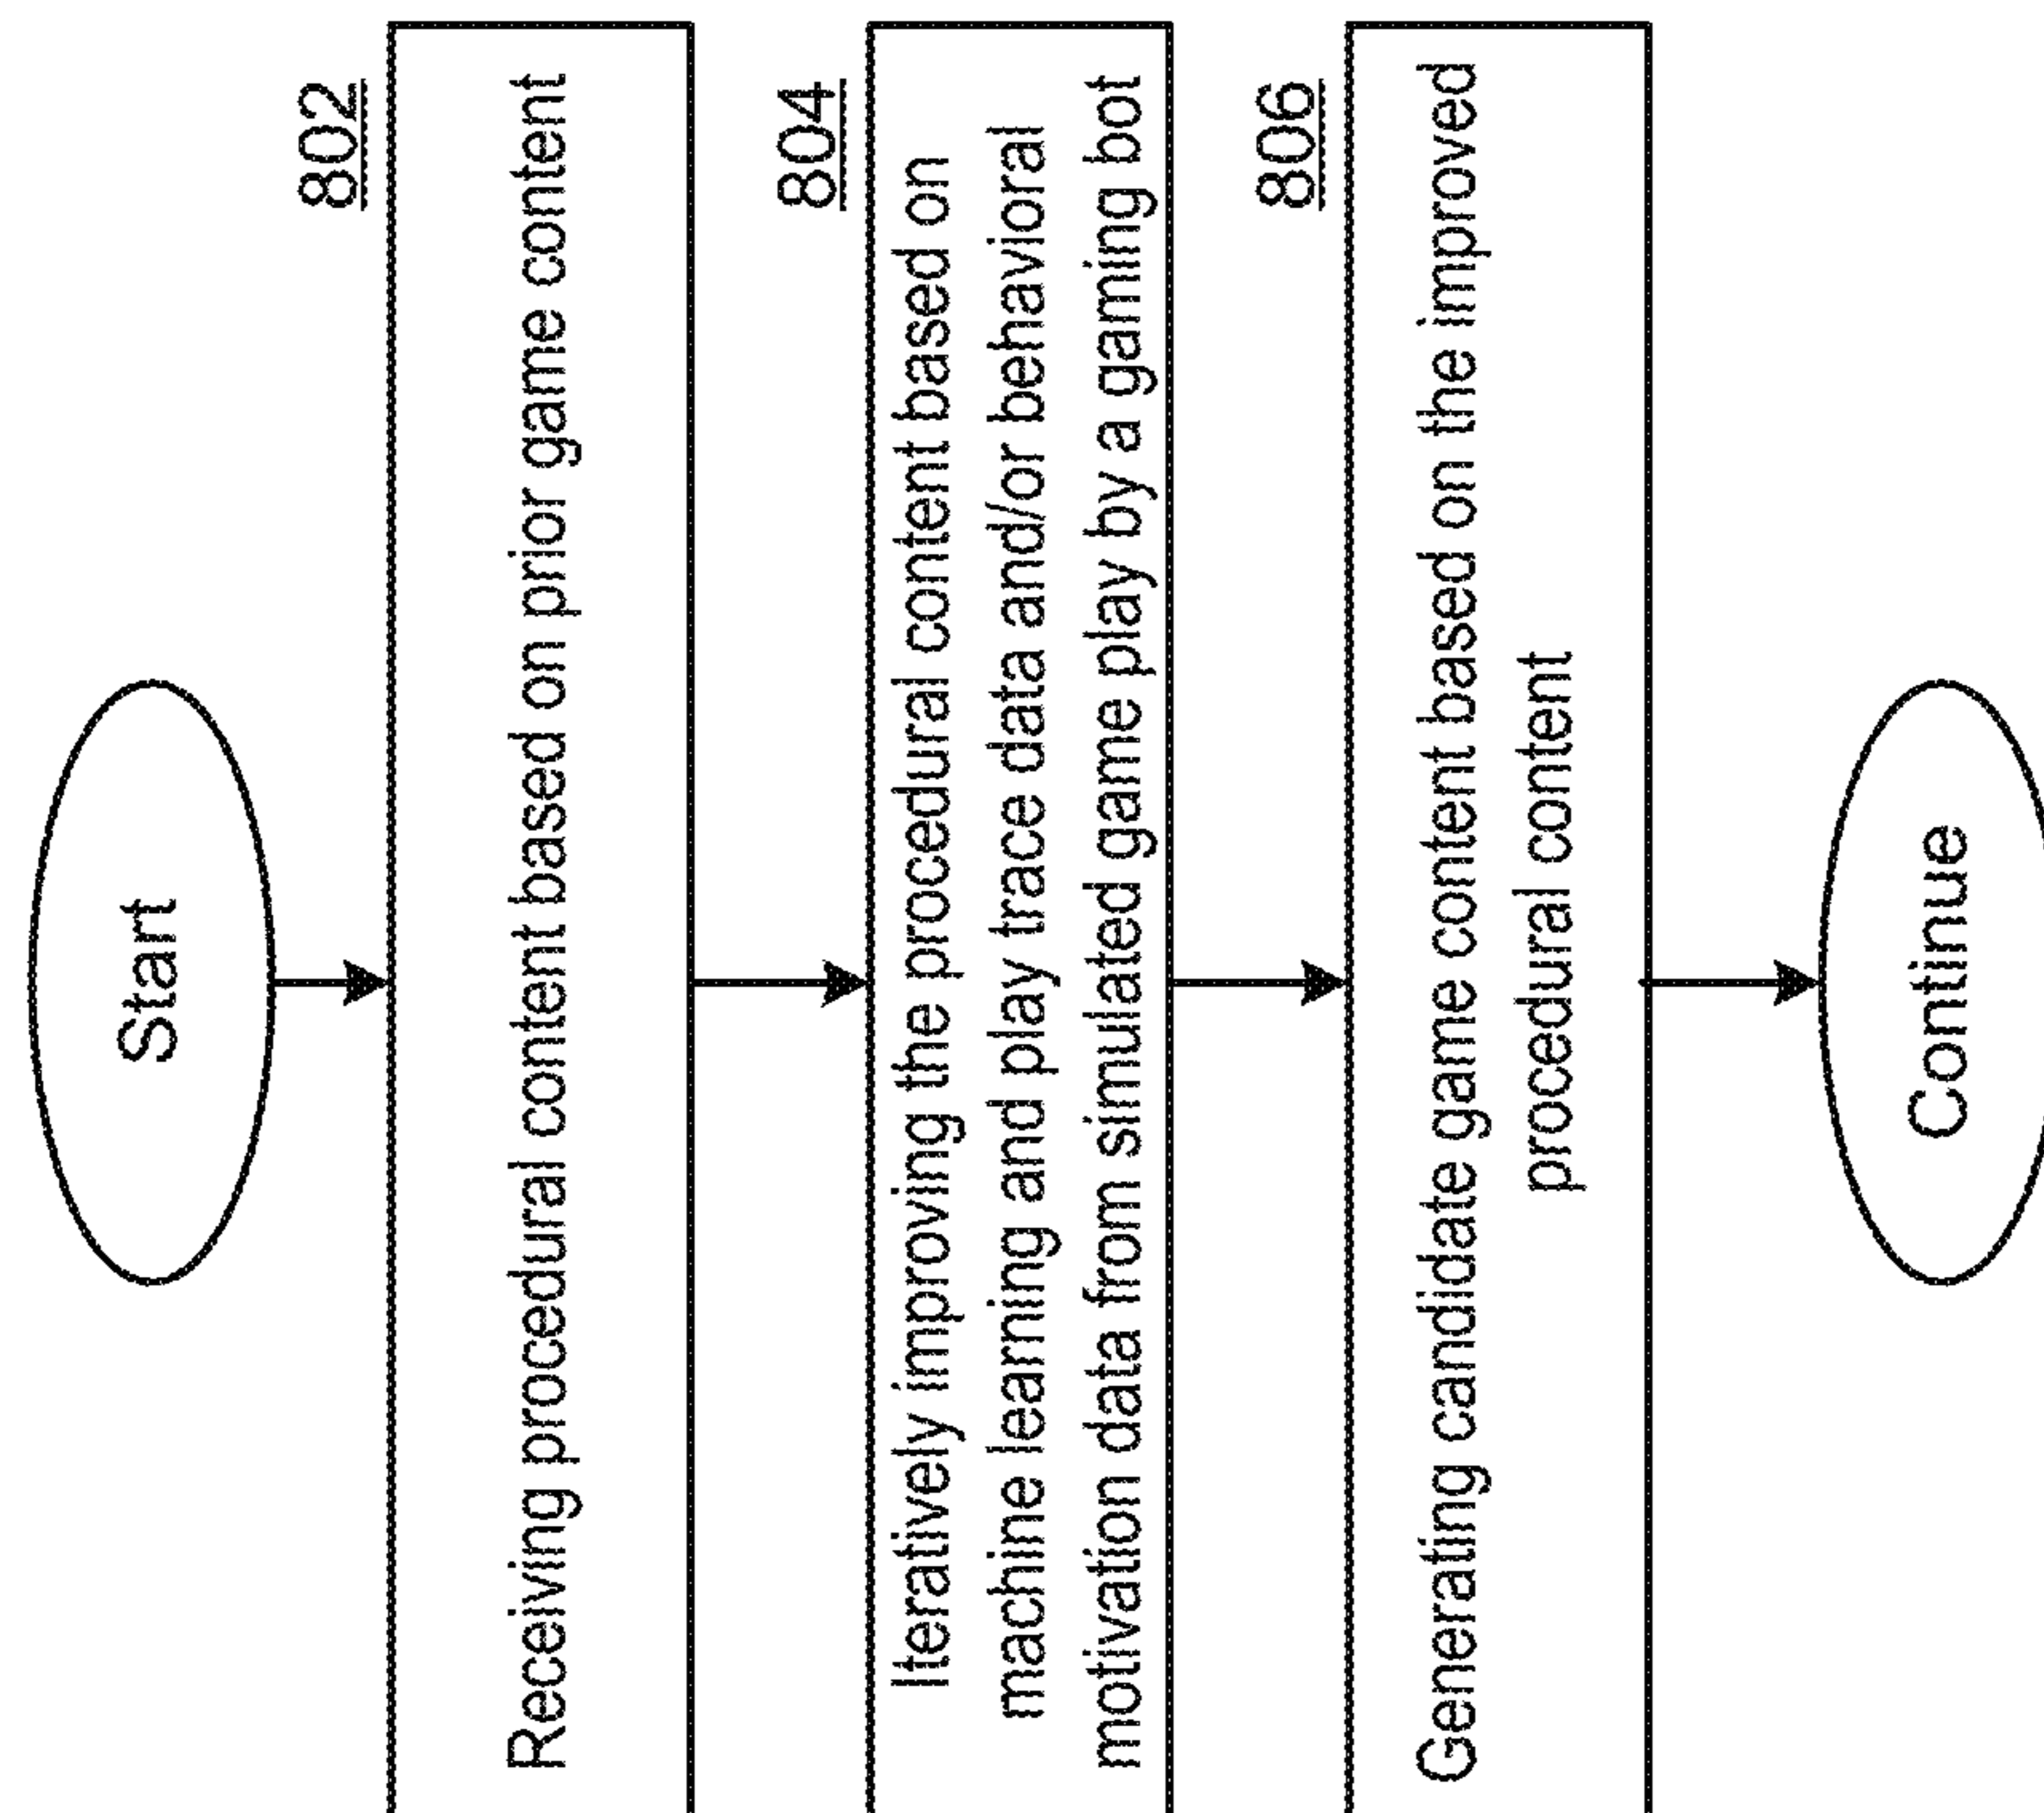 Start
802
Receiving procedural content based on prior game content
804
Iteratively improving the procedural content based on
machine learning and play trace data and/or behavioral
motivation data from simulated game play by a gaming bot
806
Generating candidate game content based on the improved
procedural content
Continue